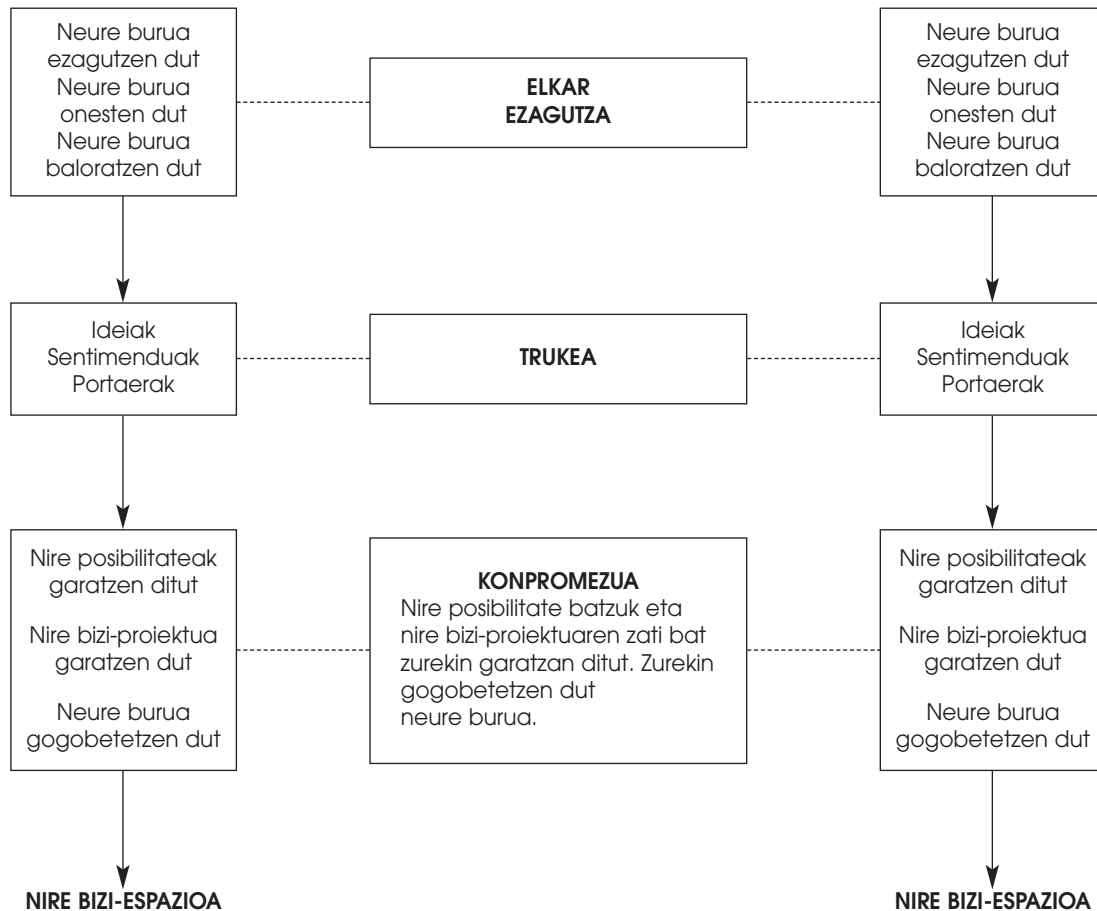 Neure burua
ezagutzen dut
Neure burua
onesten dut
Neure burua
baloratzen dut
ELKAR
EZAGUTZA
Neure burua
ezagutzen dut
Neure burua
onesten dut
Neure burua
baloratzen dut
Ideiak
Sentimenduak
Portaerak
TRUKEA
Ideiak
Sentimenduak
Portaerak
Nire posibilitateak
garatzen ditut
Nire bizi-proiektua
garatzen dut
Neure burua
gogobetetzen dut
KONPROMEZUA
Nire posibilitate batzuk eta
nire bizi-proiektuaren zati bat
zurekin garatzan ditut. Zurekin
gogobetetzen dut
neure burua.
Nire posibilitateak
garatzen ditut
Nire bizi-proiektua
garatzen dut
Neure burua
gogobetetzen dut
NIRE BIZI-ESPAZIOA
NIRE BIZI-ESPAZIOA